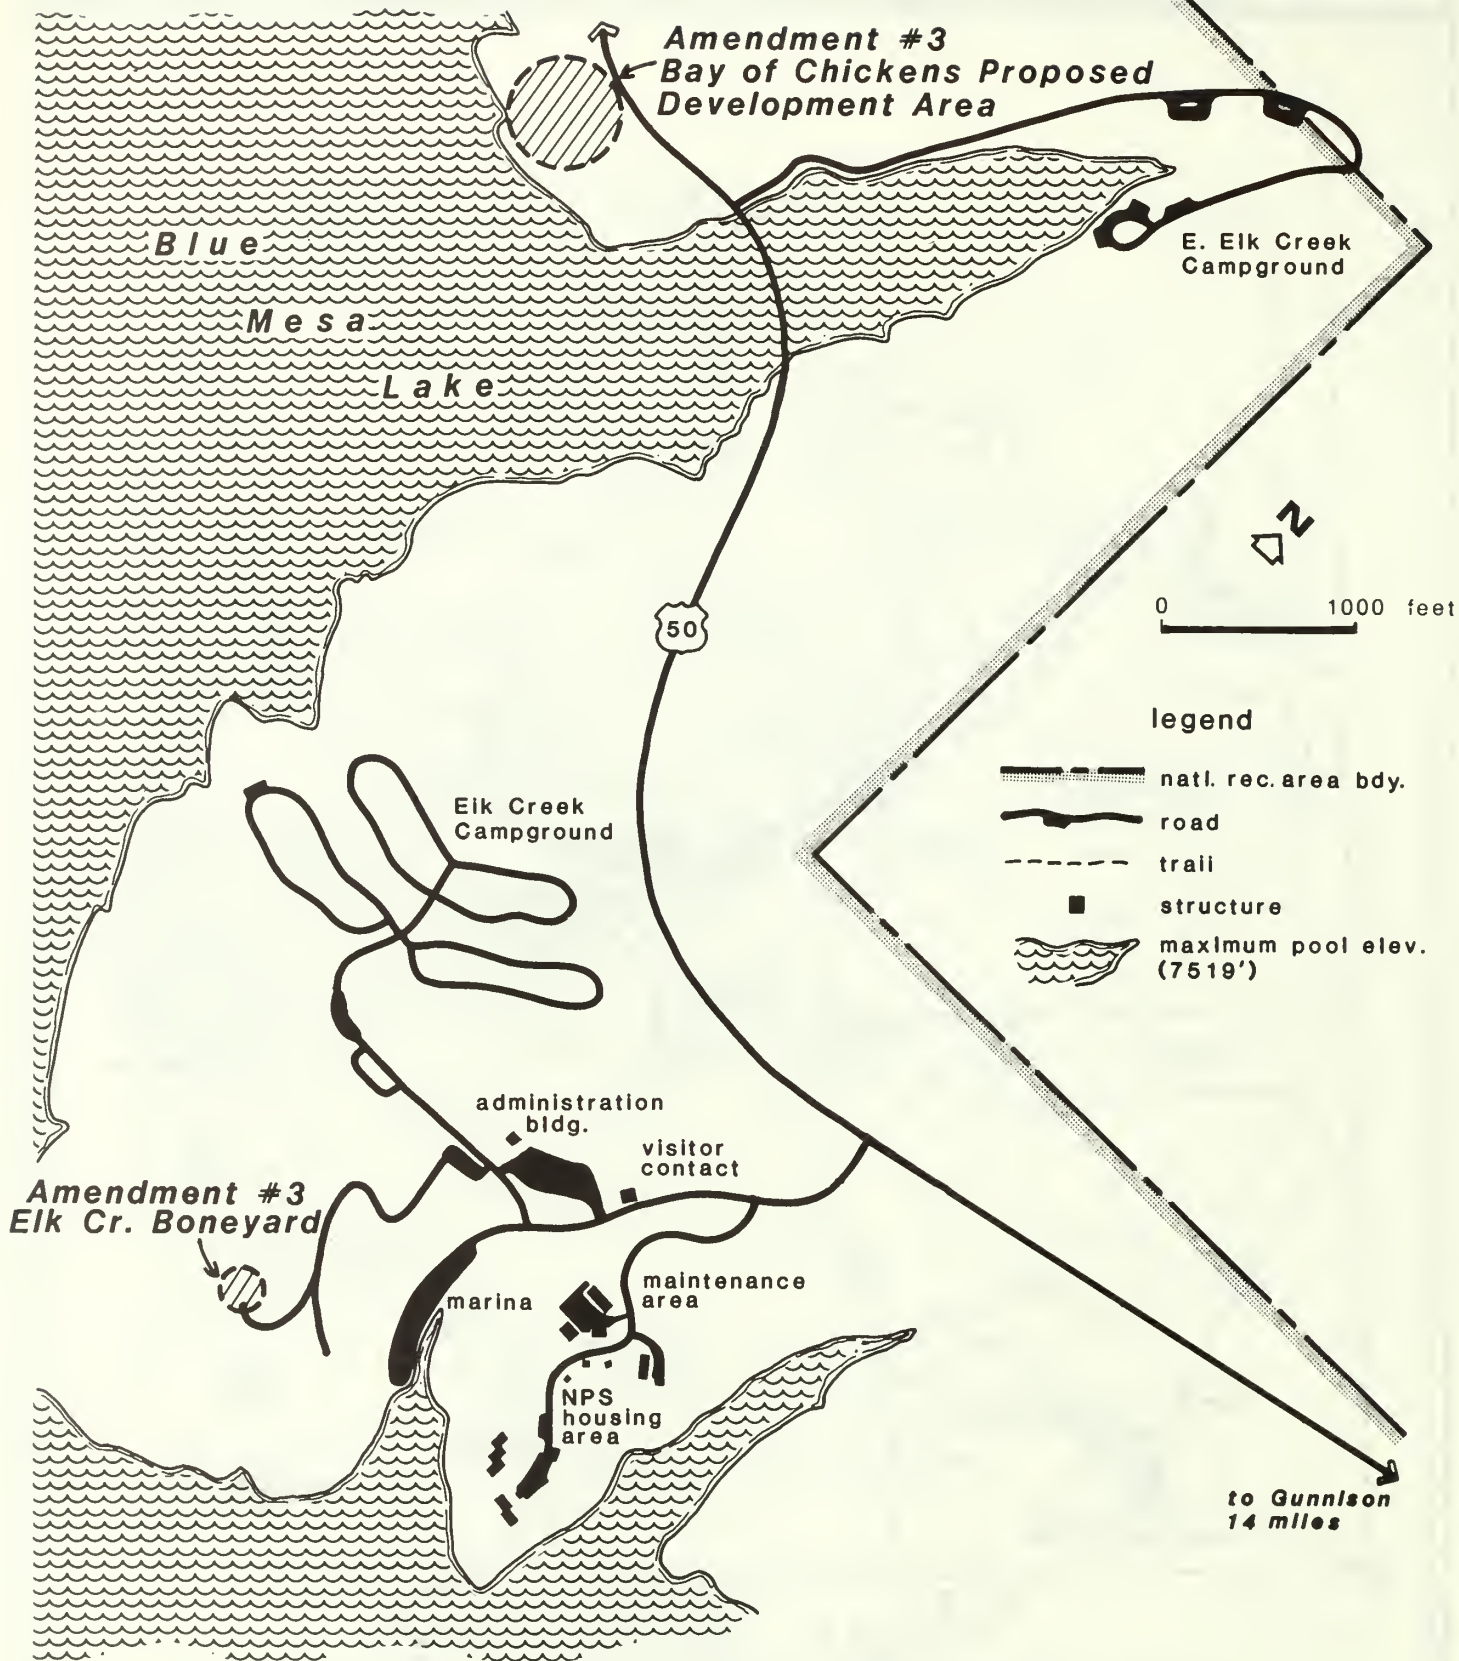 Amendment #3
Bay of Chickens Proposed
Development Area
Blue
Mesa
Lake
E. Elk Creek
Campground
N
0 1000 feet
50
legend
natl. rec. area bdy.
road
trail
structure
maximum pool elev.
(7519')
Elk Creek
Campground
administration
bldg.
visitor
contact
Amendment #3
Elk Cr. Boneyard
marina
maintenance
area
NPS
housing
area
to Gunnison
14 miles